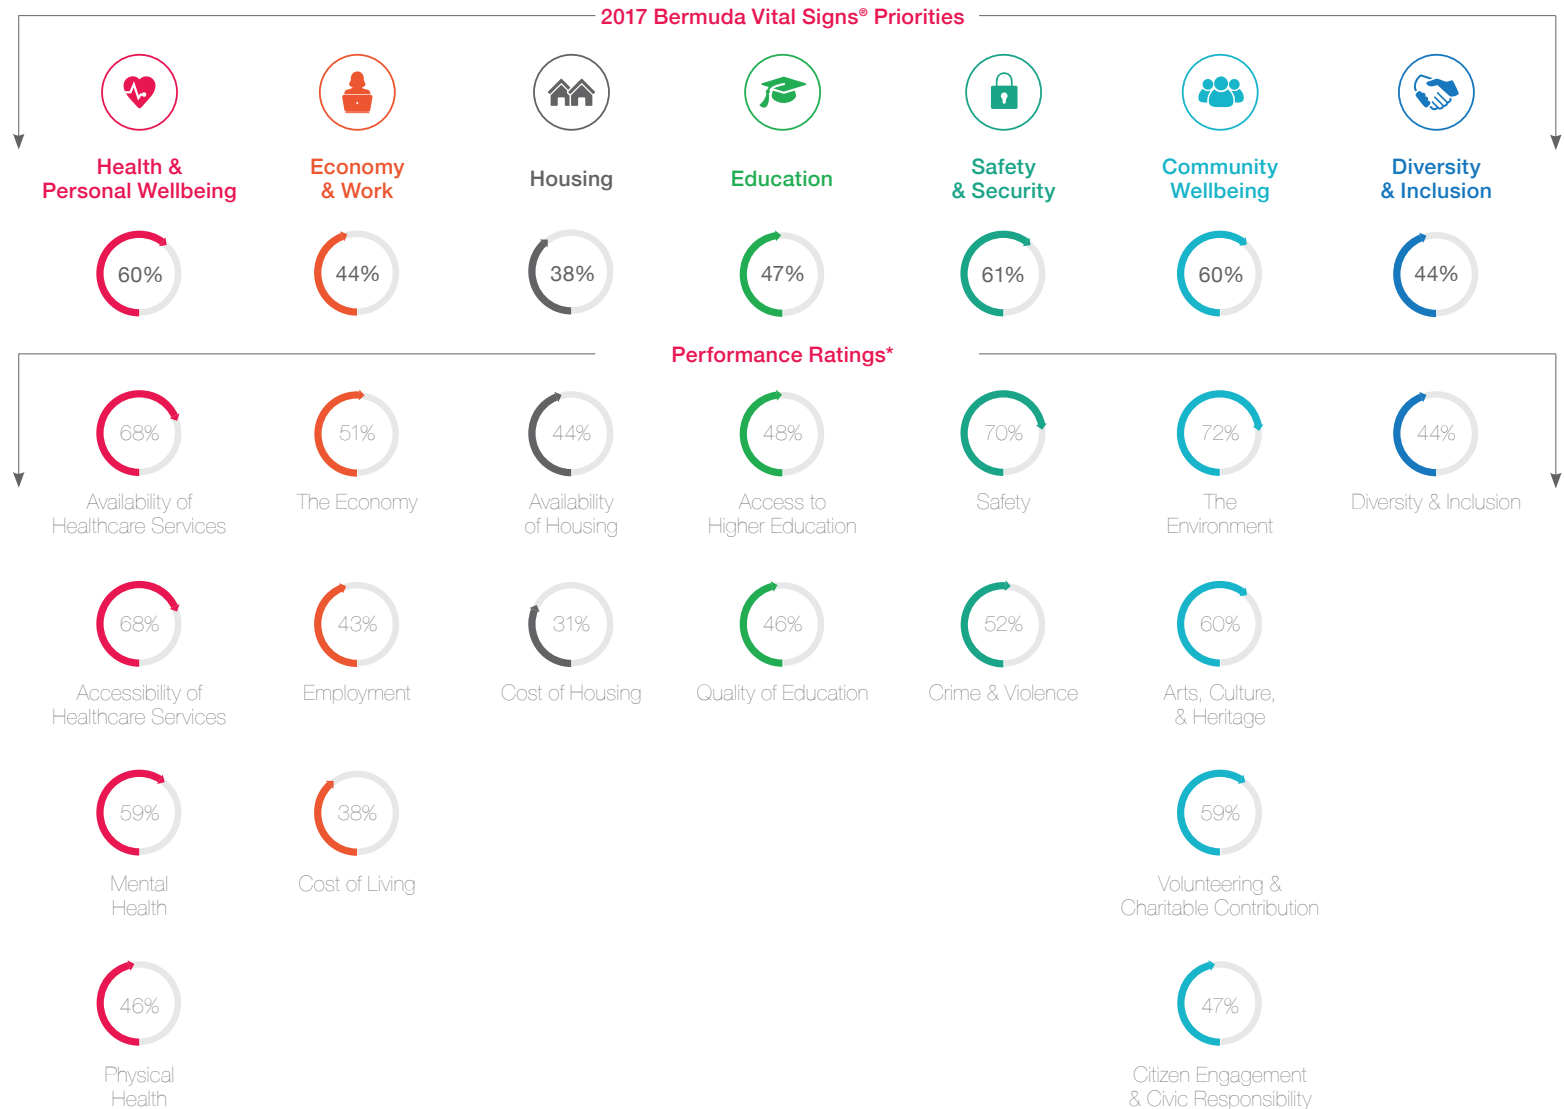 2017 Bermuda Vital Signs® Priorities
Health &
Personal Wellbeing
Economy
& Work
Housing
Education
Safety
& Security
Community
Wellbeing
Diversity
& Inclusion
60%
44%
38%
47%
61%
60%
44%
Performance Ratings*
68%
51%
44%
48%
70%
72%
44%
Availability of
Healthcare Services
The Economy
Availability
of Housing
Access to
Higher Education
Safety
The
Environment
Diversity & Inclusion
68%
43%
31%
46%
52%
60%
Accessibility of
Healthcare Services
Employment
Cost of Housing
Quality of Education
Crime & Violence
Arts, Culture,
& Heritage
59%
38%
59%
Mental
Health
Cost of Living
Volunteering &
Charitable Contribution
46%
47%
Physical
Health
Citizen Engagement
& Civic Responsibility